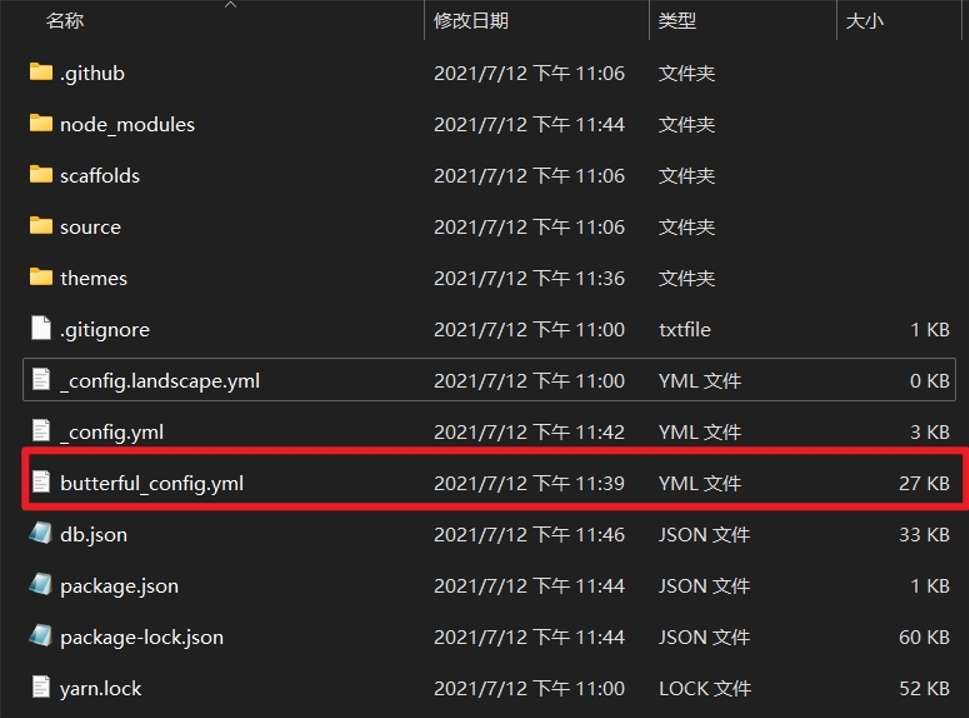 名称 修改日期 类型 大小
.github 2021/7/12 下午 11:06 文件夹
node_modules 2021/7/12 下午 11:44 文件夹
scaffolds 2021/7/12 下午 11:06 文件夹
source 2021/7/12 下午 11:06 文件夹
themes 2021/7/12 下午 11:36 文件夹
.gitignore 2021/7/12 下午 11:00 txtfile 1 KB
_config.landscape.yml 2021/7/12 下午 11:00 YML 文件 0 KB
_config.yml 2021/7/12 下午 11:42 YML 文件 3 KB
butterful_config.yml 2021/7/12 下午 11:39 YML 文件 27 KB
db.json 2021/7/12 下午 11:46 JSON 文件 33 KB
package.json 2021/7/12 下午 11:44 JSON 文件 1 KB
package-lock.json 2021/7/12 下午 11:44 JSON 文件 60 KB
yarn.lock 2021/7/12 下午 11:00 LOCK 文件 52 KB